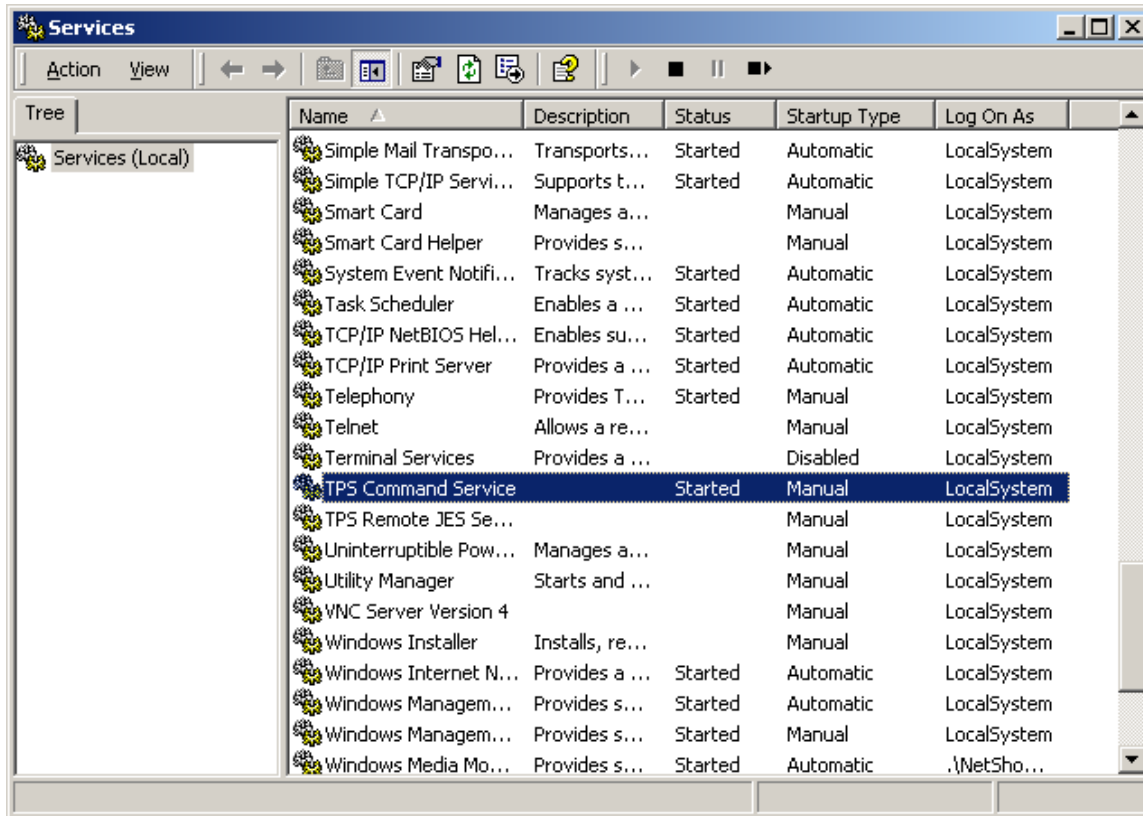 Services
Action View
Tree
Services (Local)
Name Description Status Startup Type Log On As
Simple Mail Transpo... Transports... Started Automatic LocalSystem
Simple TCP/IP Servi... Supports t... Started Automatic LocalSystem
Smart Card Manages a... Manual LocalSystem
Smart Card Helper Provides s... Manual LocalSystem
System Event Notifi... Tracks syst... Started Automatic LocalSystem
Task Scheduler Enables a ... Started Automatic LocalSystem
TCP/IP NetBIOS Hel... Enables su... Started Automatic LocalSystem
TCP/IP Print Server Provides a ... Started Automatic LocalSystem
Telephony Provides T... Started Manual LocalSystem
Telnet Allows a re... Manual LocalSystem
Terminal Services Provides a ... Disabled LocalSystem
TPS Command Service Started Manual LocalSystem
TPS Remote JES Se... Manual LocalSystem
Uninterruptible Pow... Manages a... Manual LocalSystem
Utility Manager Starts and ... Manual LocalSystem
VNC Server Version 4 Manual LocalSystem
Windows Installer Installs, re... Manual LocalSystem
Windows Internet N... Provides a ... Started Automatic LocalSystem
Windows Managem... Provides s... Started Automatic LocalSystem
Windows Managem... Provides s... Started Manual LocalSystem
Windows Media Mo... Provides s... Started Automatic .\NetSho...